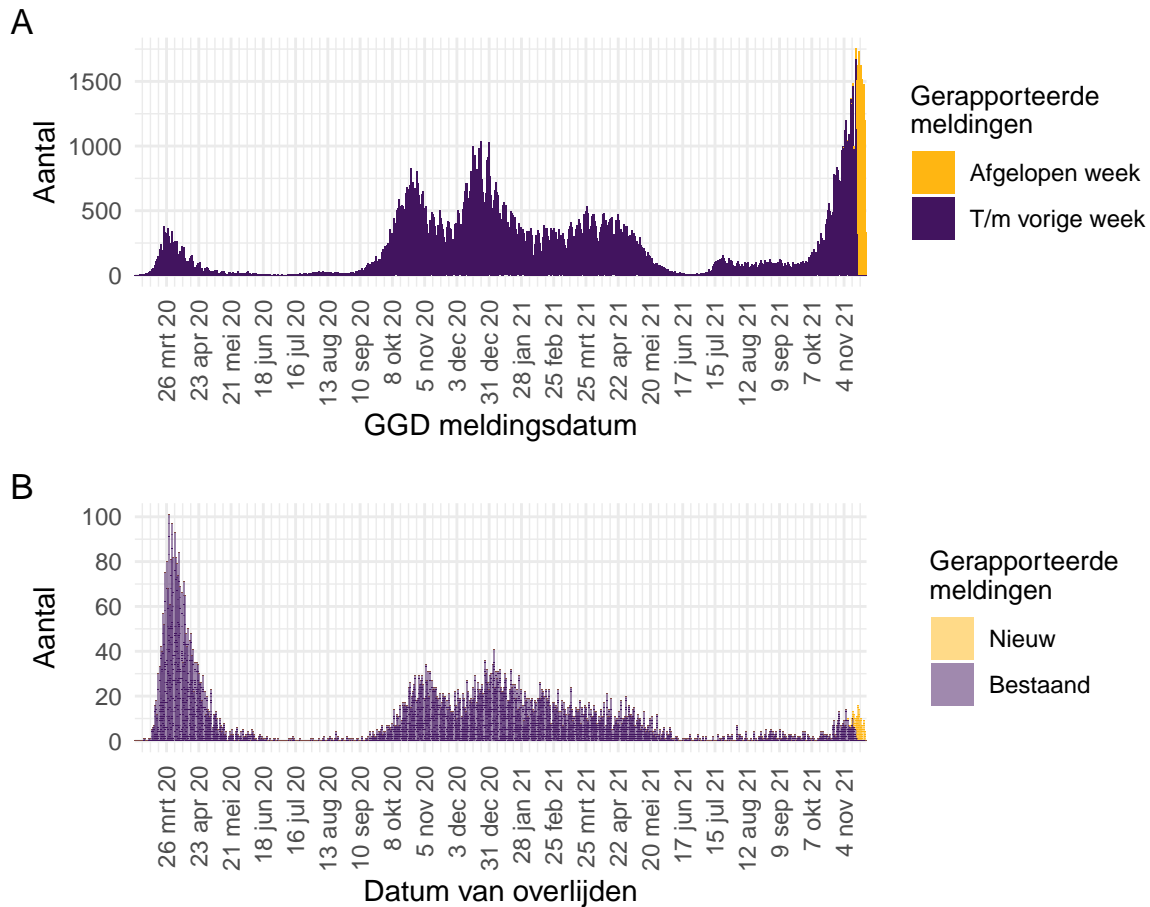 A
1500
1000
500
0
Aantal
26 mrt 20
23 apr 20
21 mei 20
18 jun 20
16 jul 20
13 aug 20
10 sep 20
8 okt 20
5 nov 20
3 dec 20
31 dec 20
28 jan 21
25 feb 21
25 mrt 21
22 apr 21
20 mei 21
17 jun 21
15 jul 21
12 aug 21
9 sep 21
7 okt 21
4 nov 21
GGD meldingsdatum
Gerapporteerde
meldingen
Afgelopen week
T/m vorige week
B
100
80
60
40
20
0
Aantal
26 mrt 20
23 apr 20
21 mei 20
18 jun 20
16 jul 20
13 aug 20
10 sep 20
8 okt 20
5 nov 20
3 dec 20
31 dec 20
28 jan 21
25 feb 21
25 mrt 21
22 apr 21
20 mei 21
17 jun 21
15 jul 21
12 aug 21
9 sep 21
7 okt 21
4 nov 21
Datum van overlijden
Gerapporteerde
meldingen
Nieuw
Bestaand